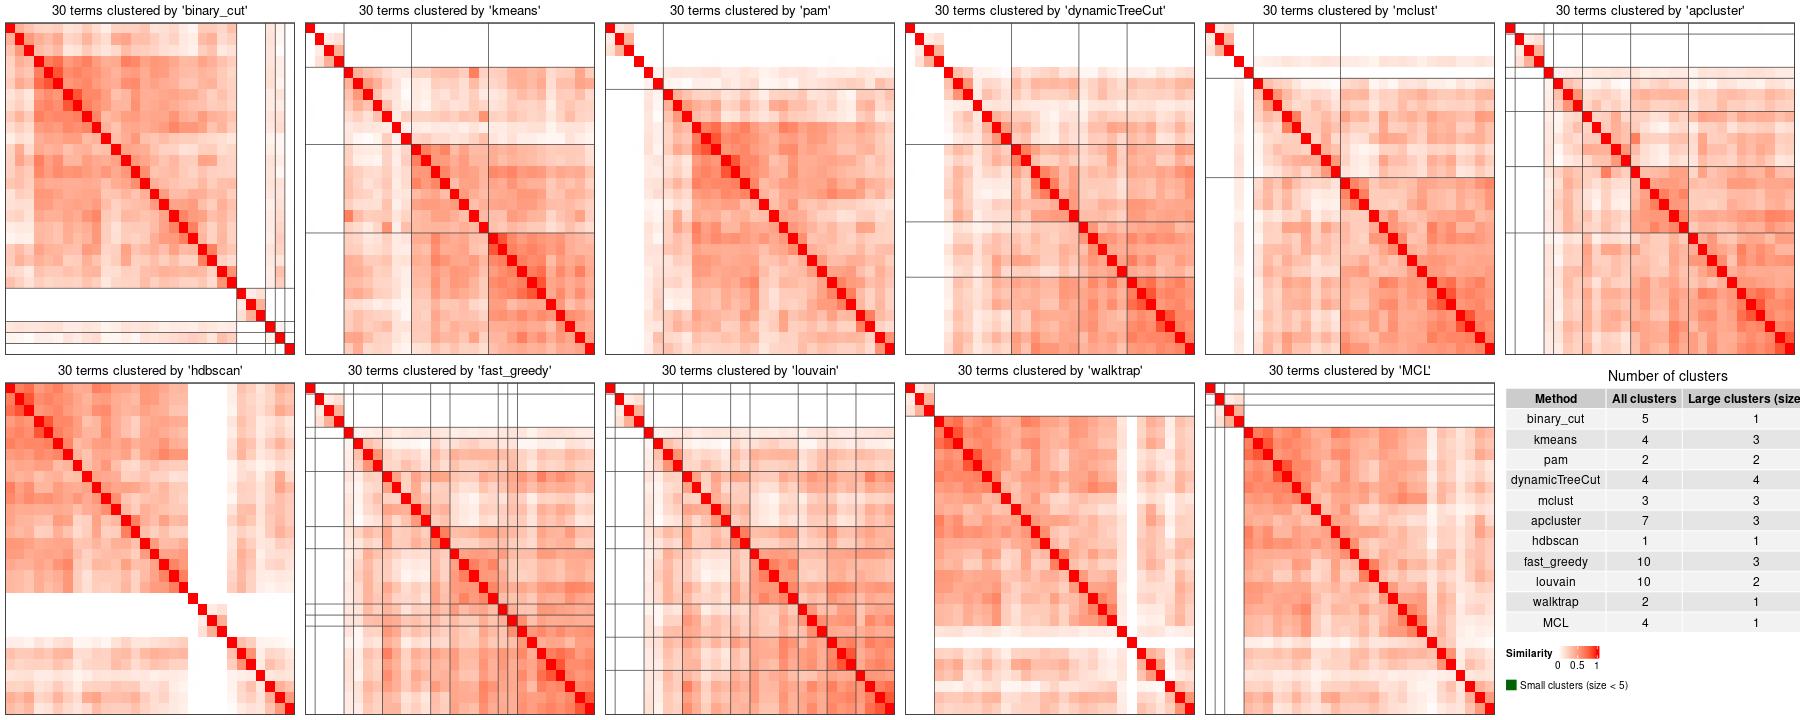 30 terms clustered by 'binary_cut'
30 terms clustered by 'kmeans'
30 terms clustered by 'pam'
30 terms clustered by 'dynamicTreeCut'
30 terms clustered by 'mclust'
30 terms clustered by 'apcluster'
30 terms clustered by 'hdbscan'
30 terms clustered by 'fast_greedy'
30 terms clustered by 'louvain'
30 terms clustered by 'walktrap'
30 terms clustered by 'MCL'
Number of clusters
Method All clusters Large clusters (size
binary_cut 5 1
kmeans 4 3
pam 2 2
dynamicTreeCut 4 4
mclust 3 3
apcluster 7 3
hdbscan 1 1
fast_greedy 10 3
louvain 10 2
walktrap 2 1
MCL 4 1
Similarity
0 0.5 1
Small clusters (size < 5)